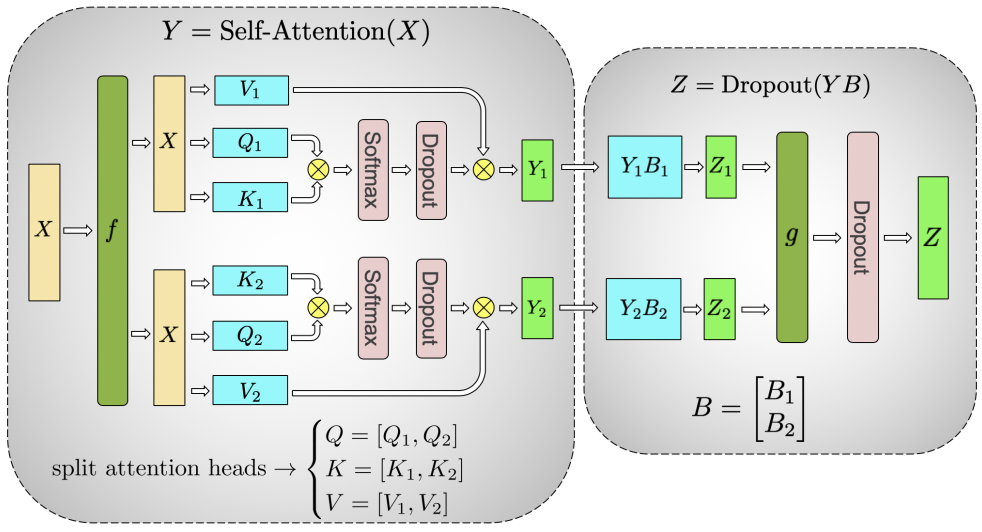 Y = Self-Attention(X)
X
f
X
V₁
Q₁
K₁
Softmax
Dropout
Y₁
X
K₂
Q₂
V₂
Softmax
Dropout
Y₂
split attention heads → { Q = [Q₁, Q₂]
K = [K₁, K₂]
V = [V₁, V₂]
Z = Dropout(YB)
Y₁B₁
Z₁
Y₂B₂
Z₂
g
Dropout
Z
B = [B₁
B₂]